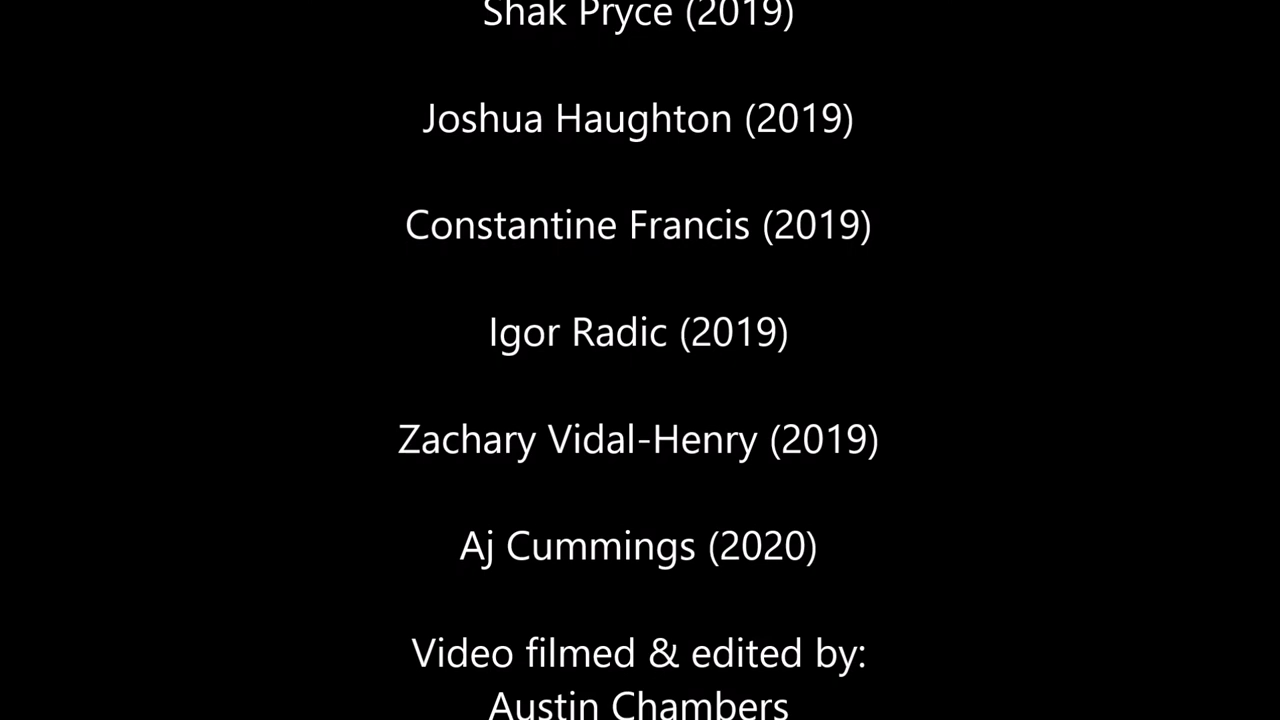 Shak Pryce (2019)
Joshua Haughton (2019)
Constantine Francis (2019)
Igor Radic (2019)
Zachary Vidal-Henry (2019)
Aj Cummings (2020)
Video filmed & edited by:
Austin Chambers